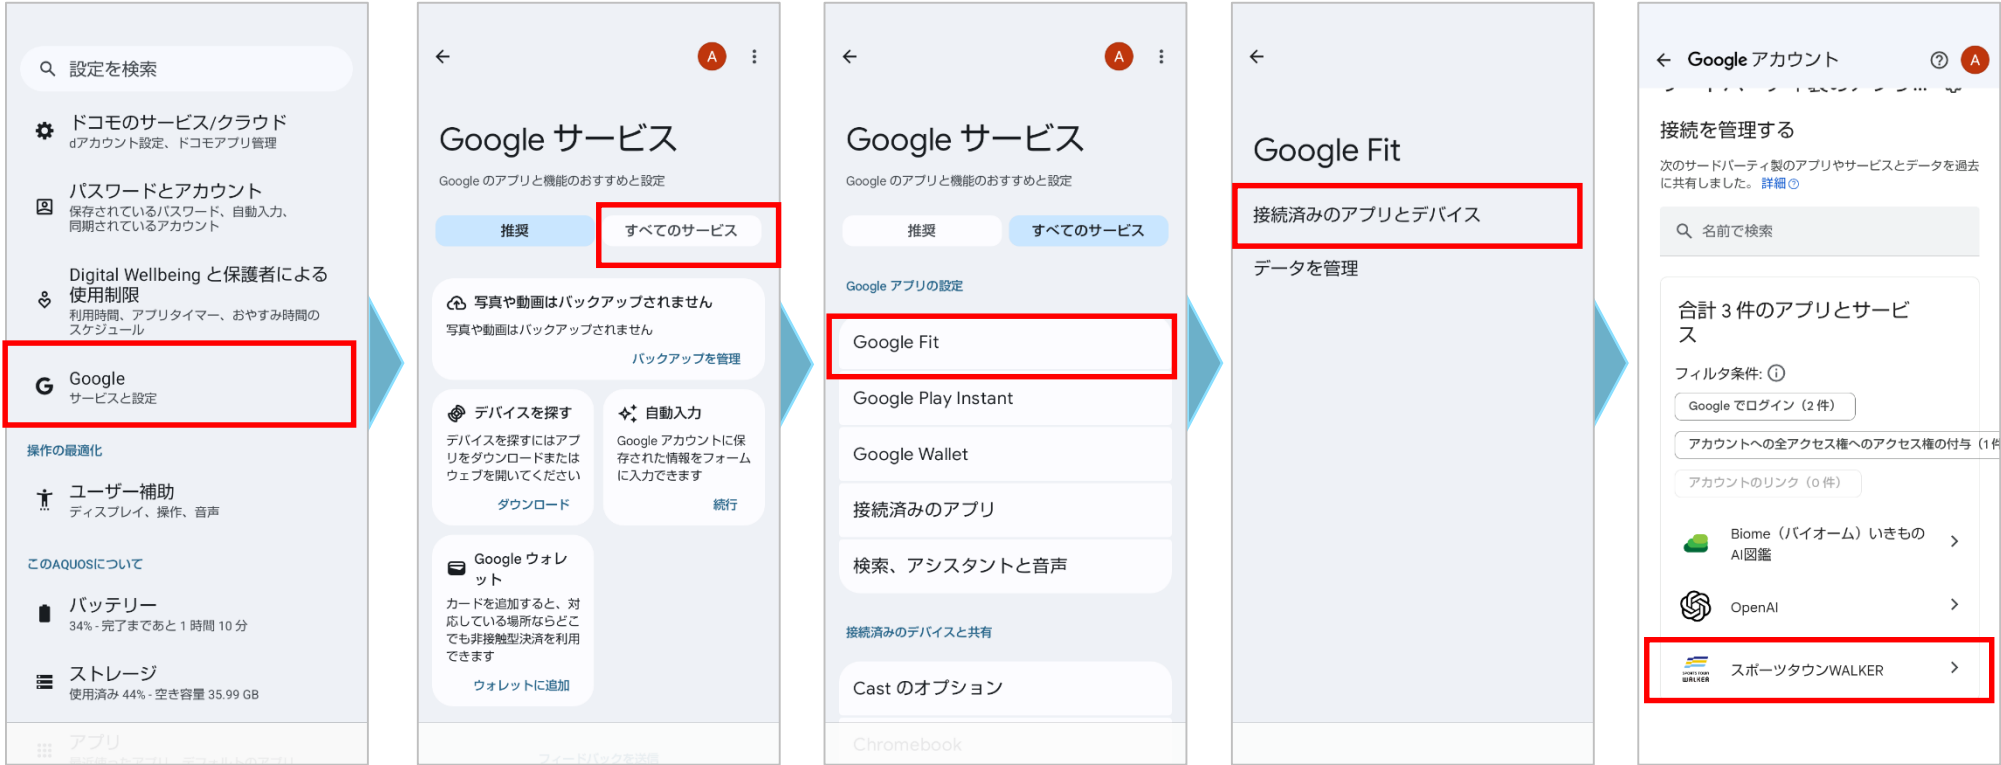 設定を検索
ドコモのサービス/クラウド
dアカウント設定、ドコモアプリ管理
パスワードとアカウント
保存されているパスワード、自動入力、
同期されているアカウント
Digital Wellbeing と保護者による
使用制限
利用時間、アプリタイマー、おやすみ時間の
スケジュール
Google
サービスと設定
操作の最適化
ユーザー補助
ディスプレイ、操作、音声
このAQUOSについて
バッテリー
34% - 完了まであと 1 時間 10 分
ストレージ
使用済み 44% - 空き容量 35.99 GB
アプリ
A
Google サービス
Google のアプリと機能のおすすめと設定
推奨
すべてのサービス
写真や動画はバックアップされません
写真や動画はバックアップされません
バックアップを管理
デバイスを探す
デバイスを探すにはアプ
リをダウンロードまたは
ウェブを開いてください
ダウンロード
自動入力
Google アカウントに保
存された情報をフォーム
に入力できます
続行
Google ウォレ
ット
カードを追加すると、対
応している場所ならどこ
でも非接触型決済を利用
できます
ウォレットに追加
フィードバックを送信
A
Google サービス
Google のアプリと機能のおすすめと設定
推奨
すべてのサービス
Google アプリの設定
Google Fit
Google Play Instant
Google Wallet
接続済みのアプリ
検索、アシスタントと音声
接続済みのデバイスと共有
Cast のオプション
Chromebook
Google Fit
接続済みのアプリとデバイス
データを管理
Google アカウント
A
接続を管理する
次のサードパーティ製のアプリやサービスとデータを過去
に共有しました。 詳細
名前で検索
合計 3 件のアプリとサービ
ス
フィルタ条件:
Google でログイン（2 件）
アカウントへの全アクセス権へのアクセス権の付与（1 件
アカウントのリンク（0 件）
Biome（バイオーム）いきもの
AI図鑑
OpenAI
SPORTS TOWN
WALKER
スポーツタウンWALKER